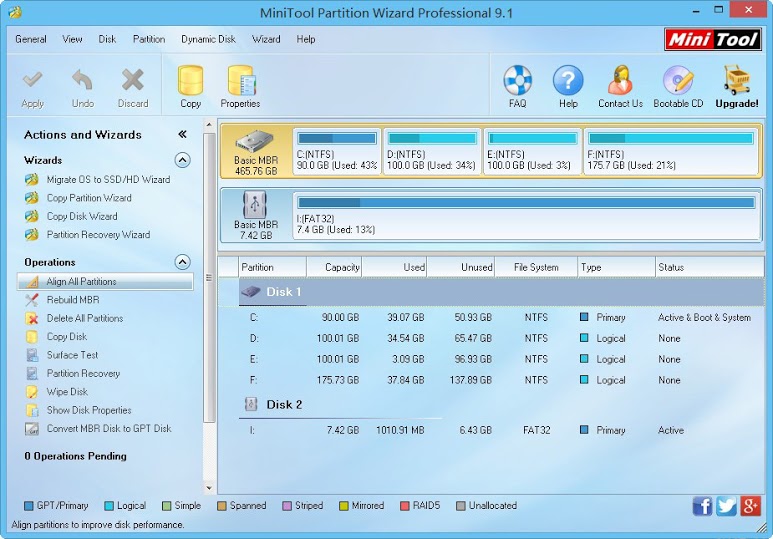 MiniTool Partition Wizard Professional 9.1
General View Disk Partition Dynamic Disk Wizard Help
Mini Tool
Apply Undo Discard Copy Properties FAQ Help Contact Us Bootable CD Upgrade!
Actions and Wizards
Wizards
Migrate OS to SSD/HD Wizard
Copy Partition Wizard
Copy Disk Wizard
Partition Recovery Wizard
Operations
Align All Partitions
Rebuild MBR
Delete All Partitions
Copy Disk
Surface Test
Partition Recovery
Wipe Disk
Show Disk Properties
Convert MBR Disk to GPT Disk
0 Operations Pending
Basic MBR
465.76 GB
C:(NTFS)
90.0 GB (Used: 43%
D:(NTFS)
100.0 GB (Used: 34%)
E:(NTFS)
100.0 GB (Used: 3%)
F:(NTFS)
175.7 GB (Used: 21%)
Basic MBR
7.42 GB
I:(FAT32)
7.4 GB (Used: 13%)
Partition Capacity Used Unused File System Type Status
Disk 1
C: 90.00 GB 39.07 GB 50.93 GB NTFS Primary Active & Boot & System
D: 100.01 GB 34.54 GB 65.47 GB NTFS Logical None
E: 100.01 GB 3.09 GB 96.93 GB NTFS Logical None
F: 175.73 GB 37.84 GB 137.89 GB NTFS Logical None
Disk 2
I: 7.42 GB 1010.91 MB 6.43 GB FAT32 Primary Active
GPT/Primary Logical Simple Spanned Striped Mirrored RAID5 Unallocated
Align partitions to improve disk performance.